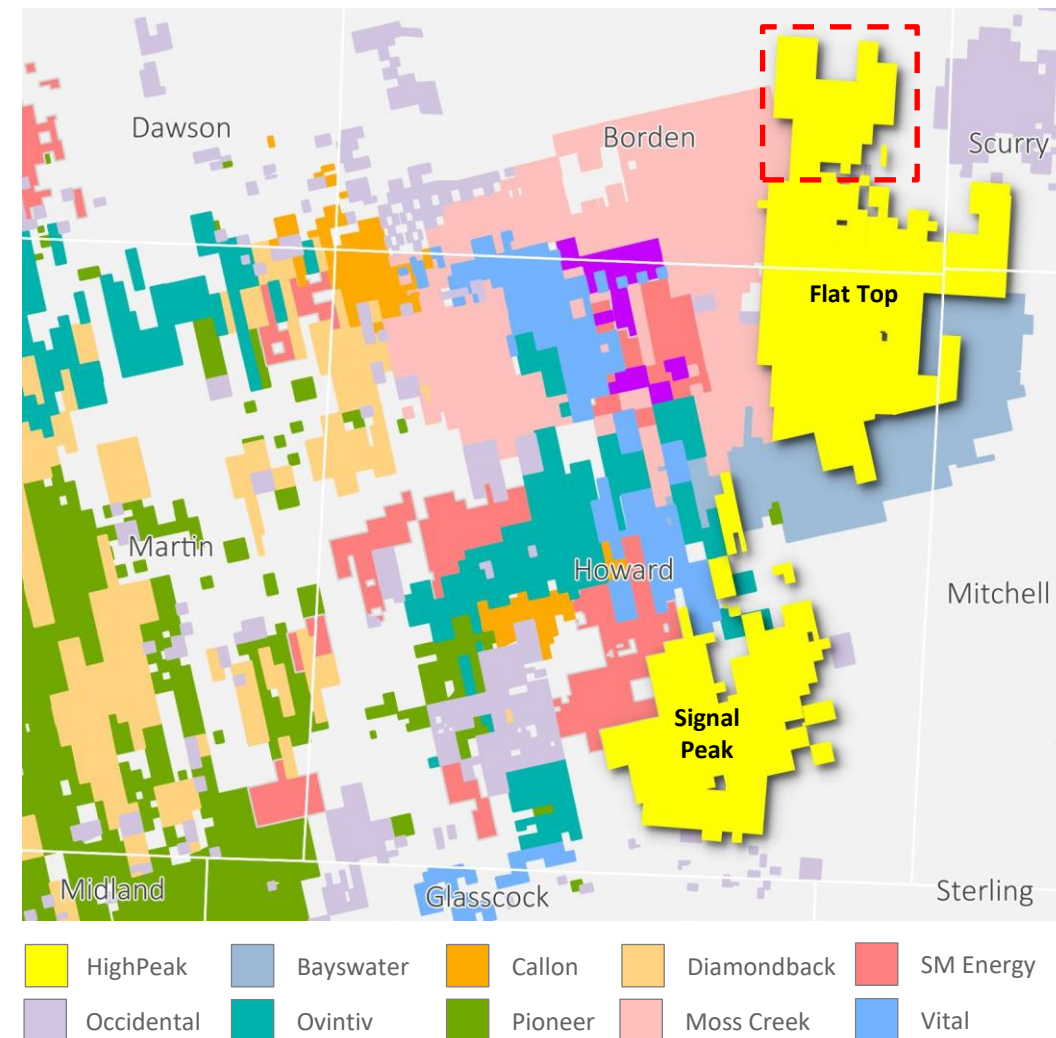 Dawson
Borden
Scurry
Flat Top
Martin
Howard
Mitchell
Signal
Peak
Midland
Glasscock
Sterling
HighPeak
Bayswater
Callon
Diamondback
SM Energy
Occidental
Ovintiv
Pioneer
Moss Creek
Vital